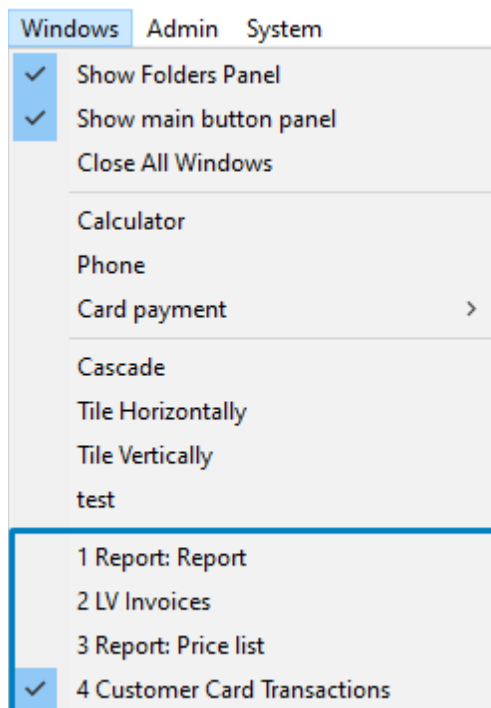 Windows Admin System
Show Folders Panel
Show main button panel
Close All Windows
Calculator
Phone
Card payment
Cascade
Tile Horizontally
Tile Vertically
test
1 Report: Report
2 LV Invoices
3 Report: Price list
4 Customer Card Transactions